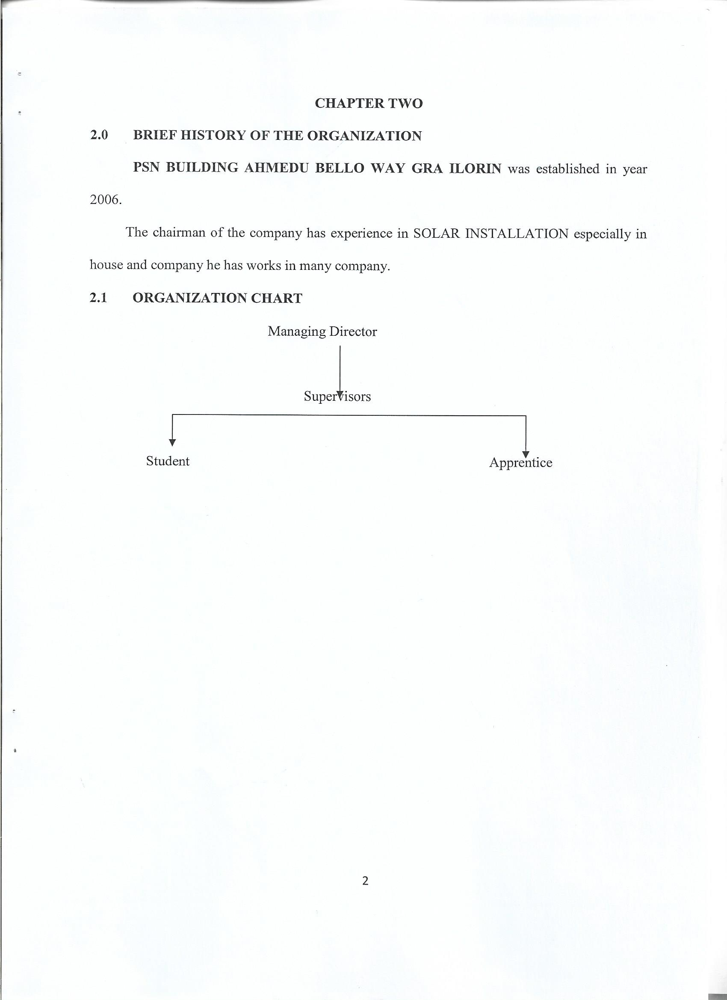 CHAPTER TWO
2.0 BRIEF HISTORY OF THE ORGANIZATION
PSN BUILDING AHMEDU BELLO WAY GRA ILORIN was established in year
2006.
The chairman of the company has experience in SOLAR INSTALLATION especially in
house and company he has works in many company.
2.1 ORGANIZATION CHART
Managing Director
Supervisors
Student Apprentice
2